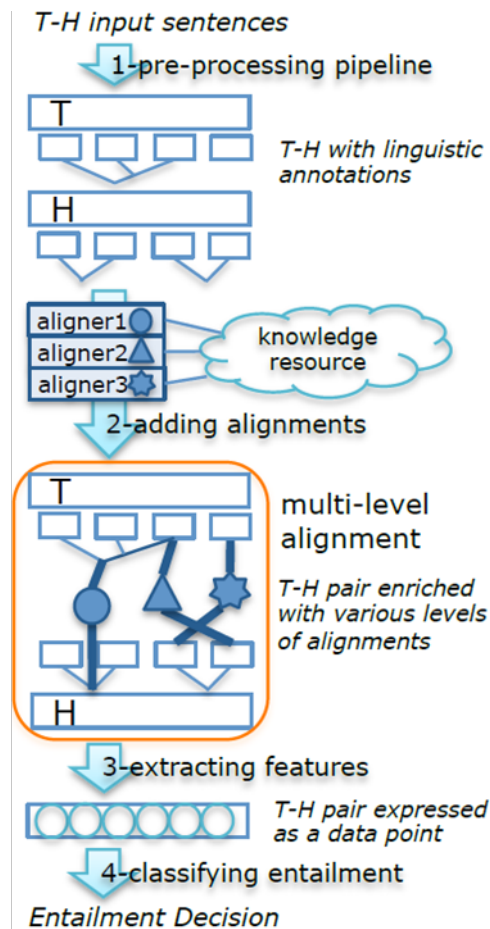 T-H input sentences
1-pre-processing pipeline
T
T-H with linguistic
annotations
H
aligner1
aligner2
aligner3
knowledge
resource
2-adding alignments
T
multi-level
alignment
T-H pair enriched
with various levels
of alignments
H
3-extracting features
T-H pair expressed
as a data point
4-classifying entailment
Entailment Decision